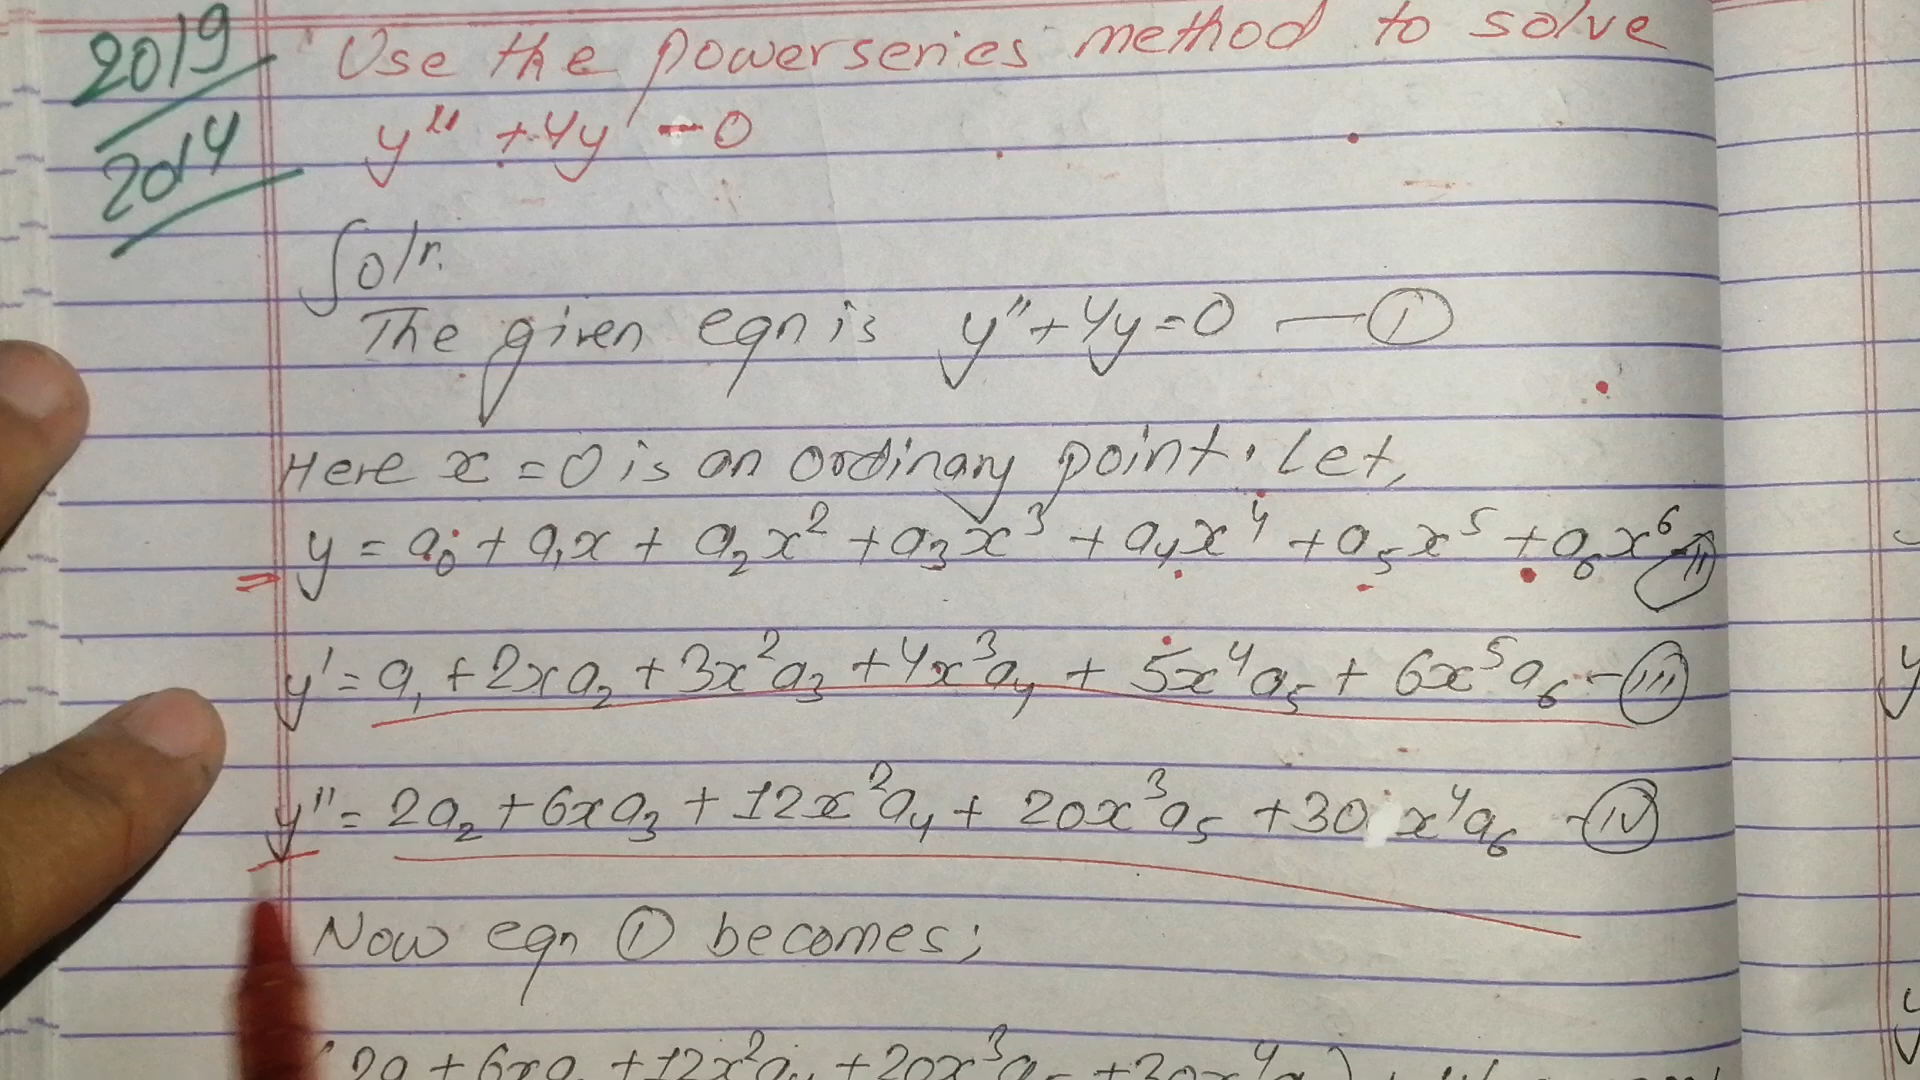 2019
2014
Use the powerseries method to solve
y'' + 4y = 0
Soln.
The given eqn is y'' + 4y = 0 — (i)
Here x = 0 is an ordinary point. Let,
= y = a₀ + a₁x + a₂x² + a₃x³ + a₄x⁴ + a₅x⁵ + a₆x⁶ - (ii)
y' = a₁ + 2xa₂ + 3x²a₃ + 4x³a₄ + 5x⁴a₅ + 6x⁵a₆ - (iii)
y'' = 2a₂ + 6xa₃ + 12x²a₄ + 20x³a₅ + 30x⁴a₆ - (iv)
Now eqn (i) becomes;